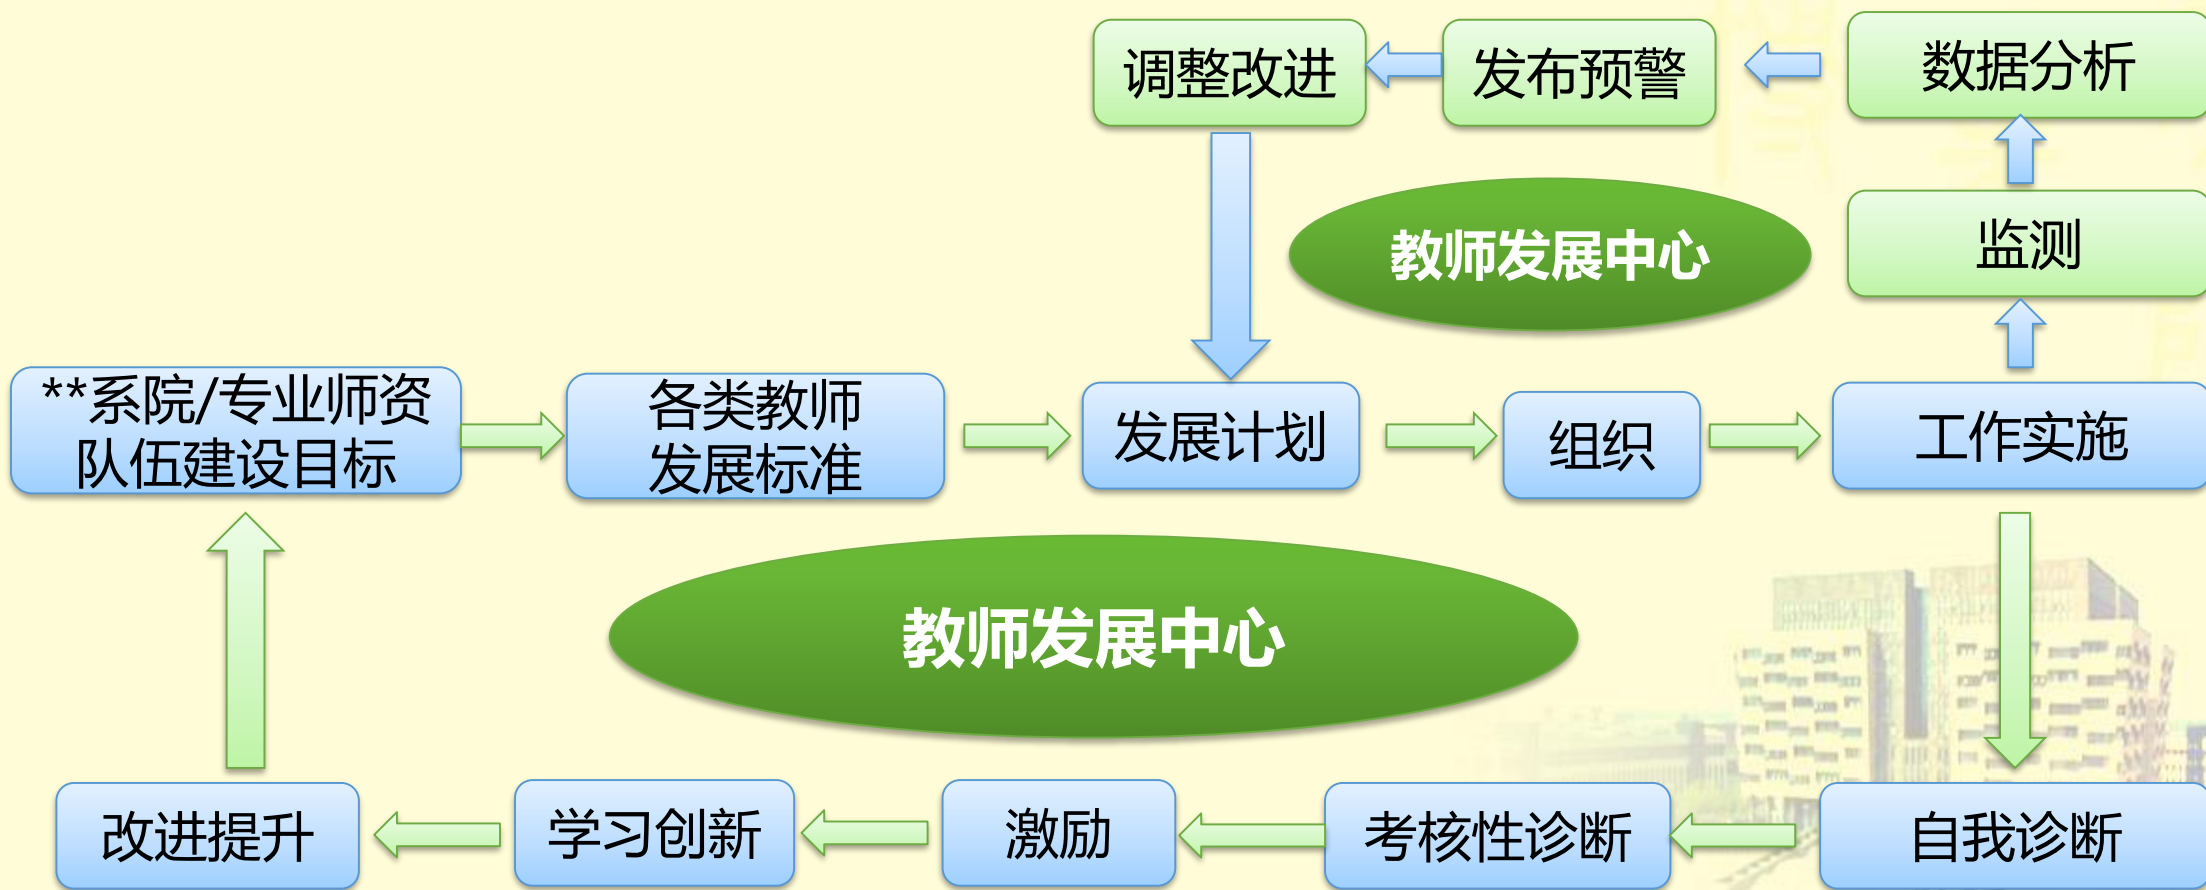 调整改进
发布预警
数据分析
教师发展中心
监测
**系院/专业师资
队伍建设目标
各类教师
发展标准
发展计划
组织
工作实施
教师发展中心
改进提升
学习创新
激励
考核性诊断
自我诊断